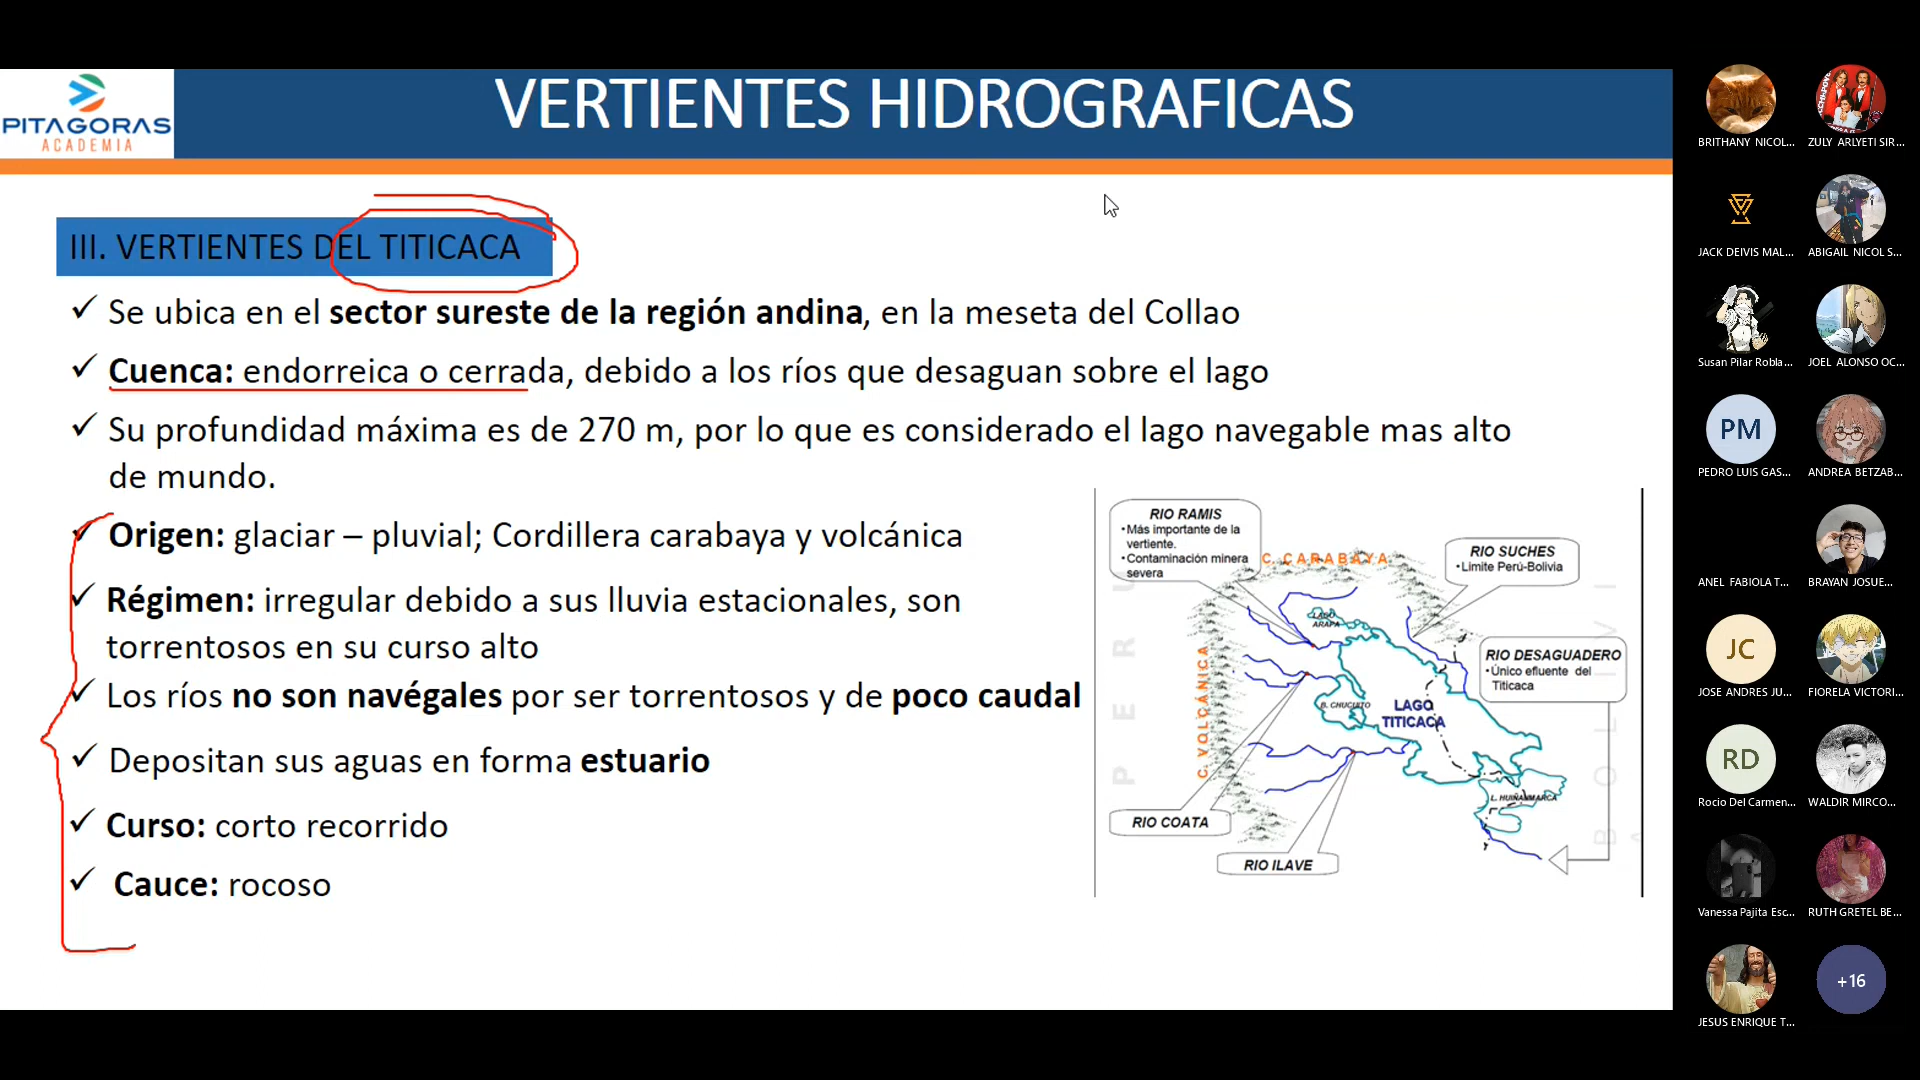 PITAGORAS
ACADEMIA
VERTIENTES HIDROGRAFICAS
III. VERTIENTES DEL TITICACA
✓ Se ubica en el sector sureste de la región andina, en la meseta del Collao
✓ Cuenca: endorreica o cerrada, debido a los ríos que desaguan sobre el lago
✓ Su profundidad máxima es de 270 m, por lo que es considerado el lago navegable mas alto
de mundo.
✓ Origen: glaciar – pluvial; Cordillera carabaya y volcánica
✓ Régimen: irregular debido a sus lluvia estacionales, son
torrentosos en su curso alto
✓ Los ríos no son navégales por ser torrentosos y de poco caudal
✓ Depositan sus aguas en forma estuario
✓ Curso: corto recorrido
✓ Cauce: rocoso
RIO RAMIS
•Más importante de la
vertiente.
•Contaminación minera
severa
C. CARABAYA
RIO SUCHES
•Limite Perú-Bolivia
LAGO
ARAPA
RIO DESAGUADERO
•Único efluente del
Titicaca
C. VOLCÁNICA
P E R U
B. CHUCUITO
LAGO
TITICACA
L. HUIÑAYMARCA
B O L I V I A
RIO COATA
RIO ILAVE
BRITHANY NICOL...
ZULY ARLYETI SIR...
JACK DEIVIS MAL...
ABIGAIL NICOL S...
Susan Pilar Robla...
JOEL ALONSO OC...
PM
PEDRO LUIS GAS...
ANDREA BETZAB...
ANEL FABIOLA T...
BRAYAN JOSUE...
JC
JOSE ANDRES JU...
FIORELA VICTORI...
RD
Rocio Del Carmen...
WALDIR MIRCO...
Vanessa Pajita Esc...
RUTH GRETEL BE...
JESUS ENRIQUE T...
+16